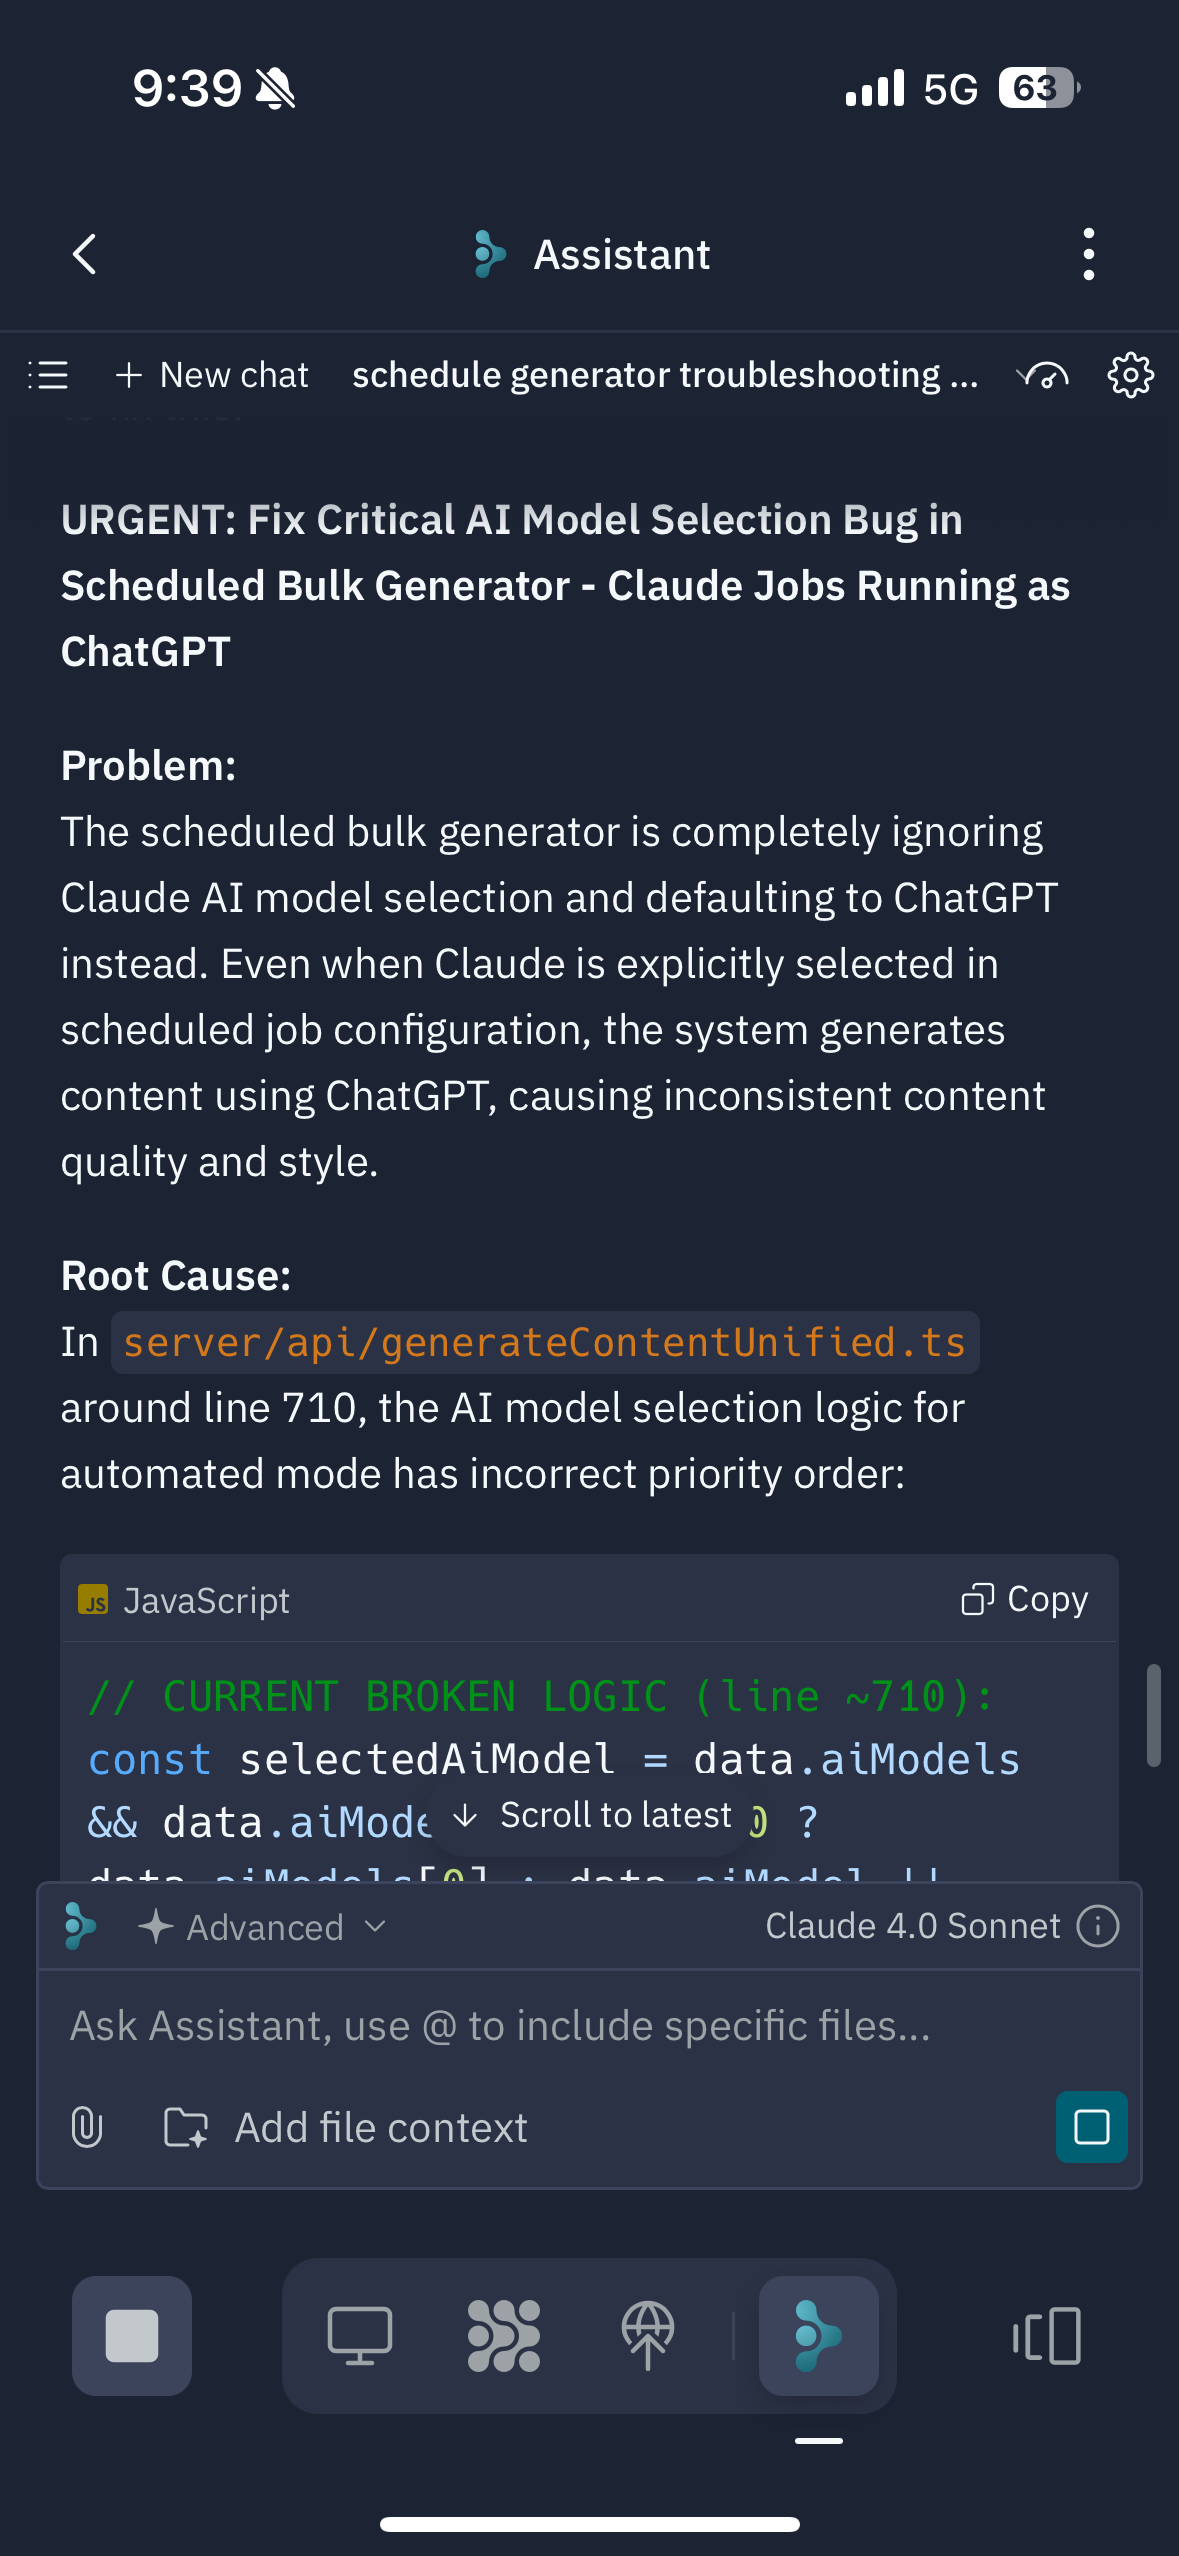 9:39
5G
63
Assistant
New chat
schedule generator troubleshooting ...
URGENT: Fix Critical AI Model Selection Bug in
Scheduled Bulk Generator - Claude Jobs Running as
ChatGPT
Problem:
The scheduled bulk generator is completely ignoring
Claude AI model selection and defaulting to ChatGPT
instead. Even when Claude is explicitly selected in
scheduled job configuration, the system generates
content using ChatGPT, causing inconsistent content
quality and style.
Root Cause:
In server/api/generateContentUnified.ts
around line 710, the AI model selection logic for
automated mode has incorrect priority order:
JS JavaScript
Copy
// CURRENT BROKEN LOGIC (line ~710):
const selectedAiModel = data.aiModels
&& data.aiMode 0 ?
data.aiModels[0] : data.aiModel ||
Scroll to latest
Advanced
Claude 4.0 Sonnet
Ask Assistant, use @ to include specific files...
Add file context